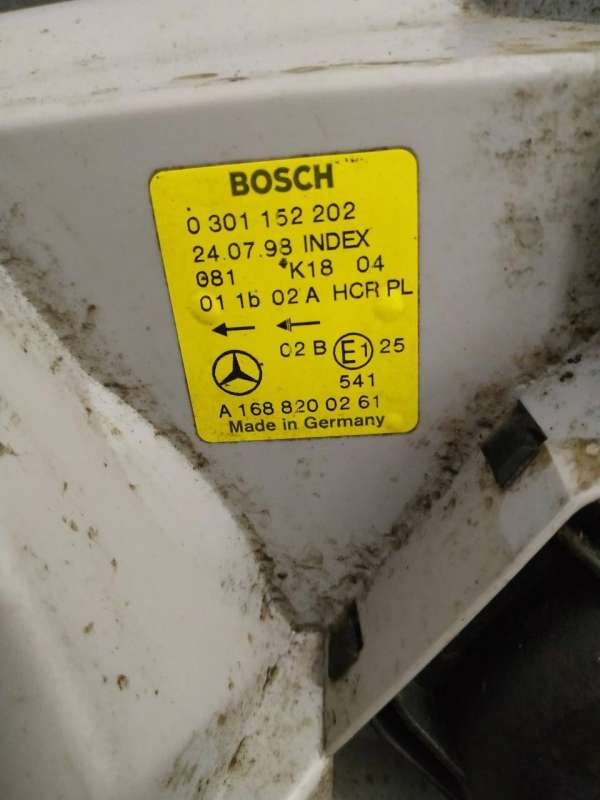 BOSCH
0 301 152 202
24.07.98 INDEX
081 K18 04
01 1b 02 A HCR PL
02 B E1 25
541
A 168 820 02 61
Made in Germany